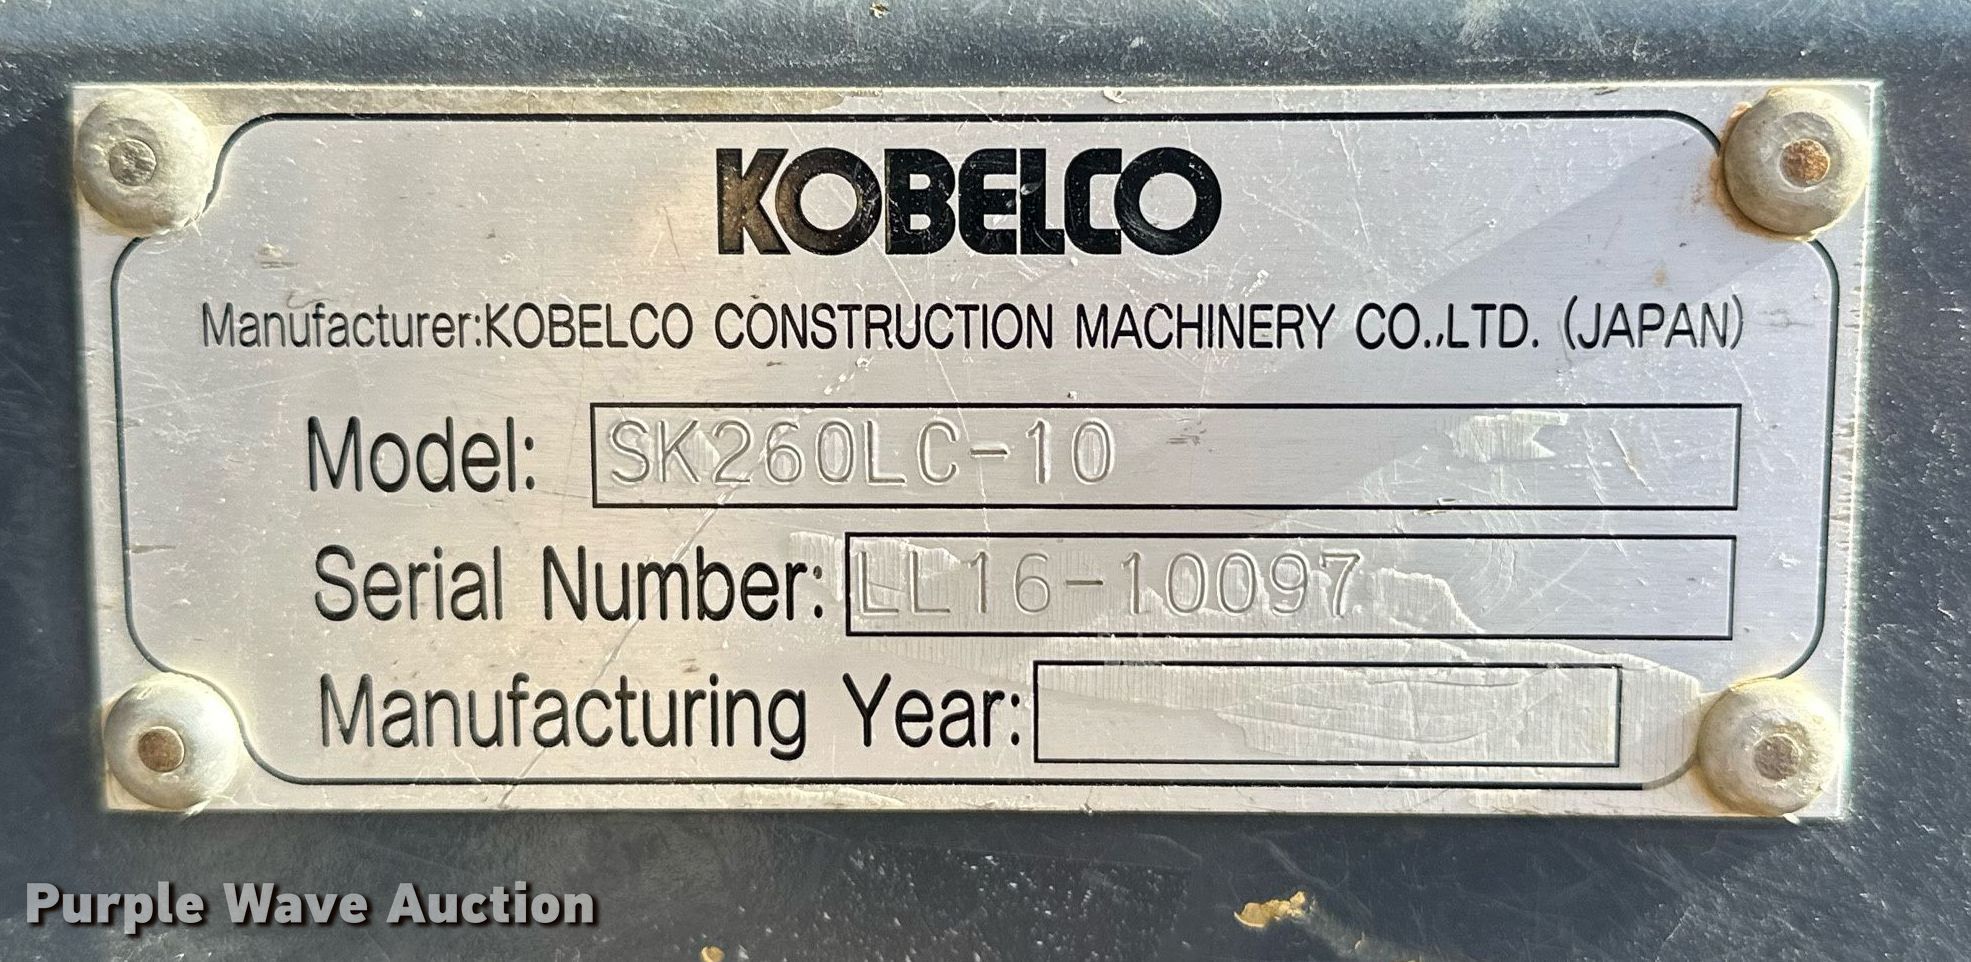 KOBELCO
Manufacturer:KOBELCO CONSTRUCTION MACHINERY CO.,LTD. (JAPAN)
Model: SK260LC-10
Serial Number: LL16-10097
Manufacturing Year:
Purple Wave Auction